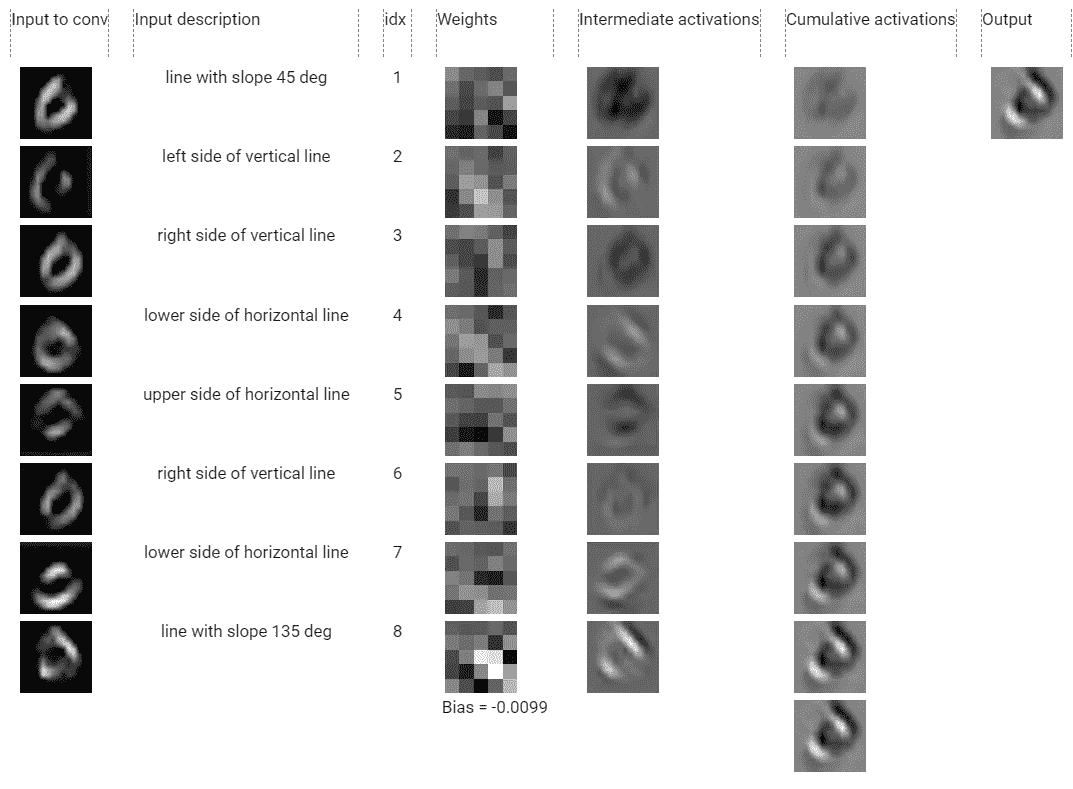 Input to conv Input description idx Weights Intermediate activations Cumulative activations Output
line with slope 45 deg 1
left side of vertical line 2
right side of vertical line 3
lower side of horizontal line 4
upper side of horizontal line 5
right side of vertical line 6
lower side of horizontal line 7
line with slope 135 deg 8
Bias = -0.0099